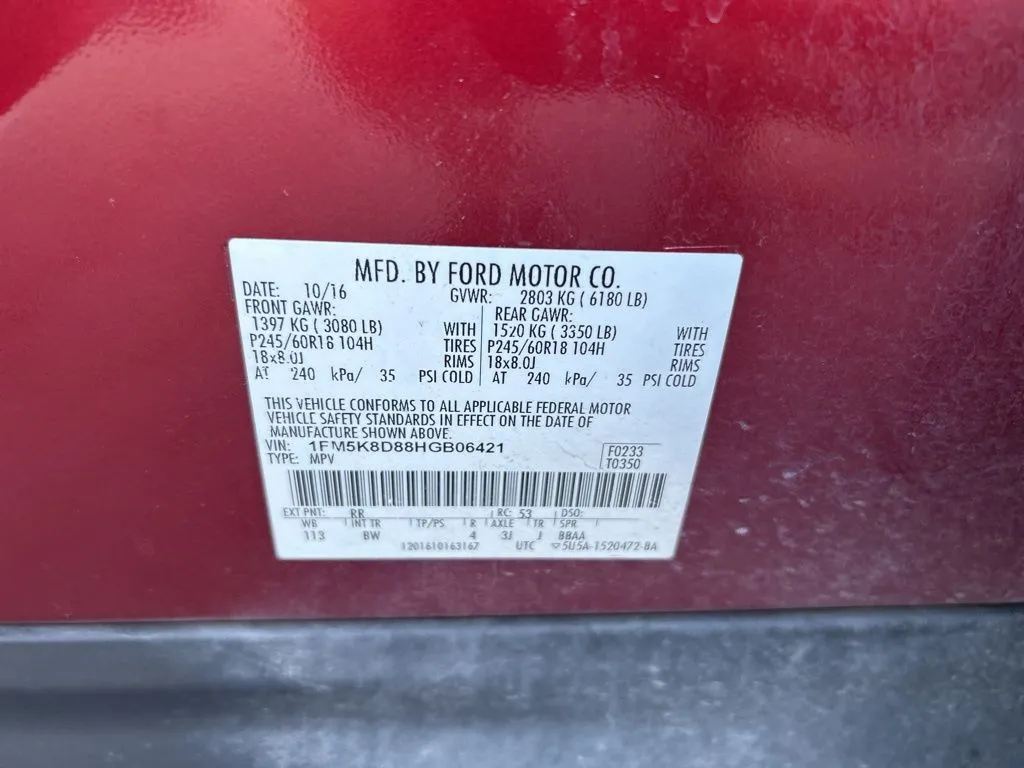 MFD. BY FORD MOTOR CO.
DATE: 10/16 GVWR: 2803 KG ( 6180 LB)
FRONT GAWR: REAR GAWR:
1397 KG ( 3080 LB) WITH 1520 KG ( 3350 LB) WITH
P245/60R18 104H TIRES P245/60R18 104H TIRES
18x8.0J RIMS 18x8.0J RIMS
AT 240 kPa/ 35 PSI COLD AT 240 kPa/ 35 PSI COLD
THIS VEHICLE CONFORMS TO ALL APPLICABLE FEDERAL MOTOR
VEHICLE SAFETY STANDARDS IN EFFECT ON THE DATE OF
MANUFACTURE SHOWN ABOVE.
VIN: 1FM5K8D88HGB06421 F0233
TYPE: MPV T0350
EXT PNT: RR RC: 53 DSO:
WB INT TR TP/PS R AXLE TR SPR
113 BW 4 3J J BBAA
1201610163167 UTC 5U5A-1520472-BA